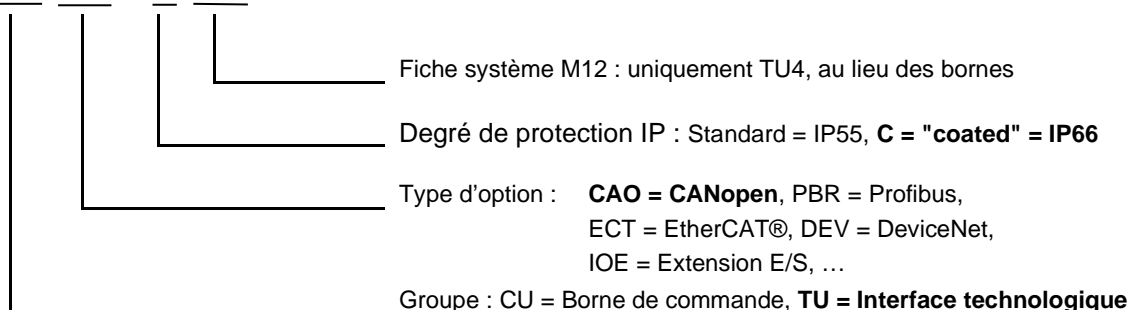 Fiche système M12 : uniquement TU4, au lieu des bornes
Degré de protection IP : Standard = IP55, C = "coated" = IP66
Type d'option : CAO = CANopen, PBR = Profibus,
ECT = EtherCAT®, DEV = DeviceNet,
IOE = Extension E/S, …
Groupe : CU = Borne de commande, TU = Interface technologique